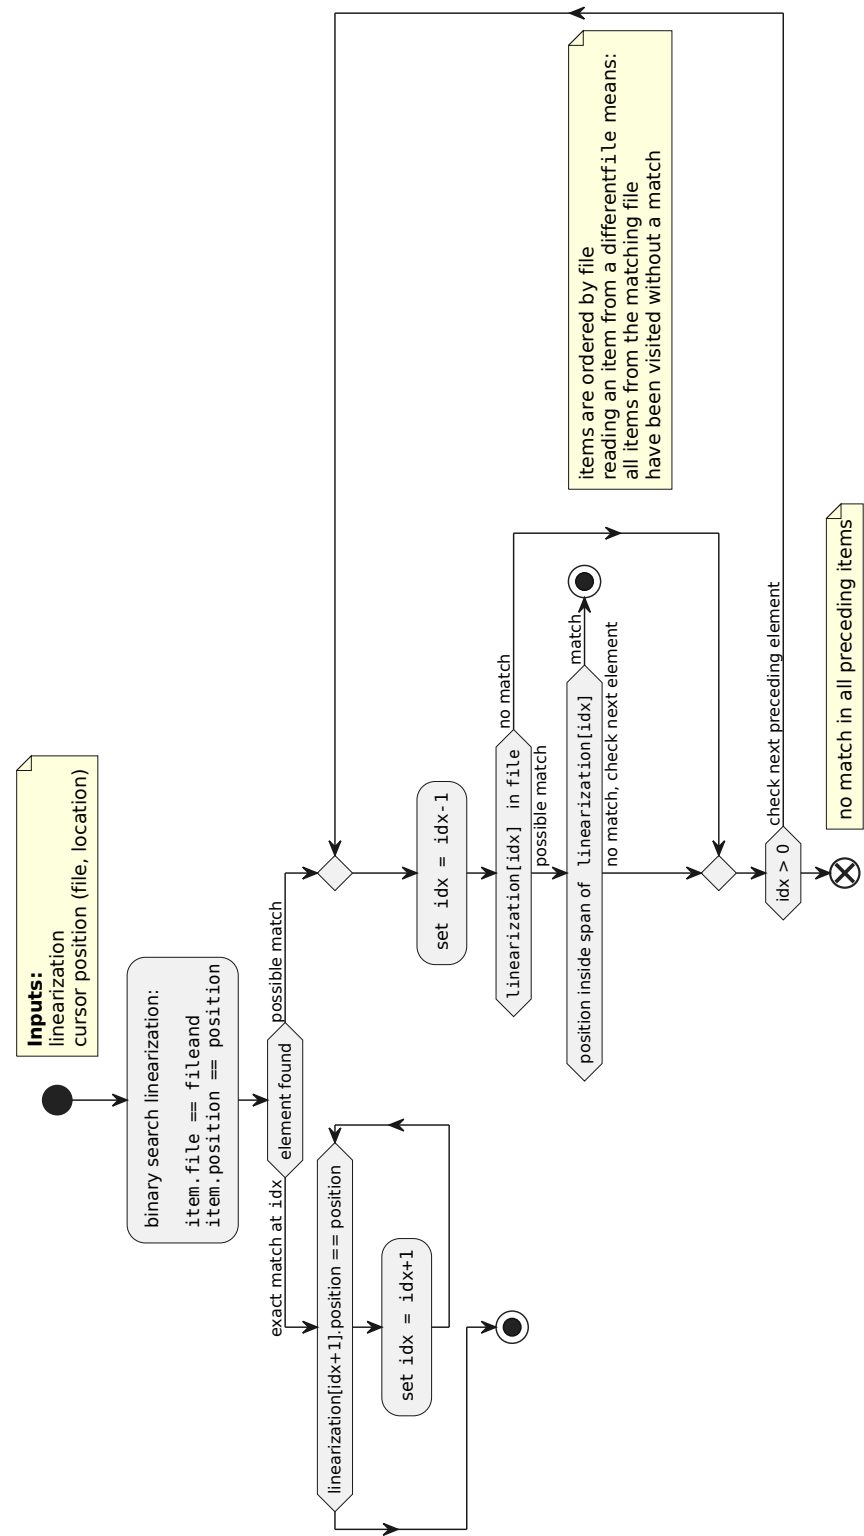 Inputs:
linearization
cursor position (file, location)
binary search linearization:
item.file == fileand
item.position == position
element found
exact match at idx
possible match
linearization[idx+1].position == position
set idx = idx+1
set idx = idx-1
linearization[idx] in file
no match
possible match
position inside span of linearization[idx]
match
no match, check next element
items are ordered by file
reading an item from a differentfile means:
all items from the matching file
have been visited without a match
idx > 0
check next preceding element
no match in all preceding items